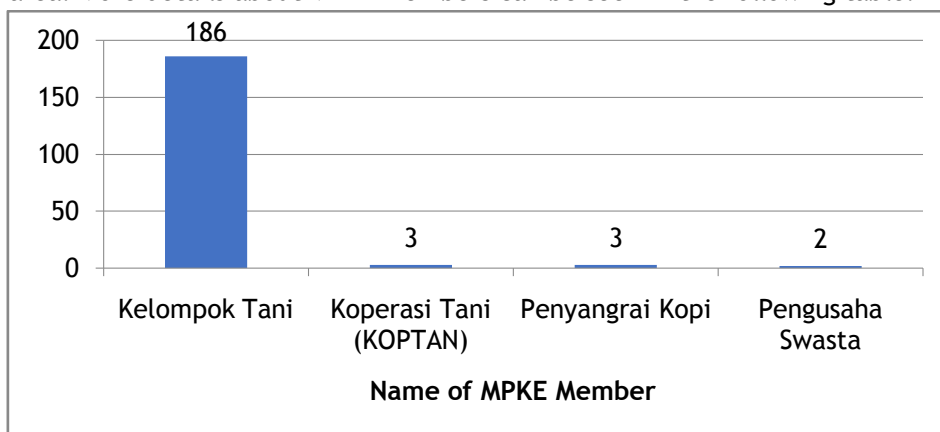 200
150
100
50
0
186
3
3
2
Kelompok Tani
Koperasi Tani
(KOPTAN)
Penyangrai Kopi
Pengusaha
Swasta
Name of MPKE Member